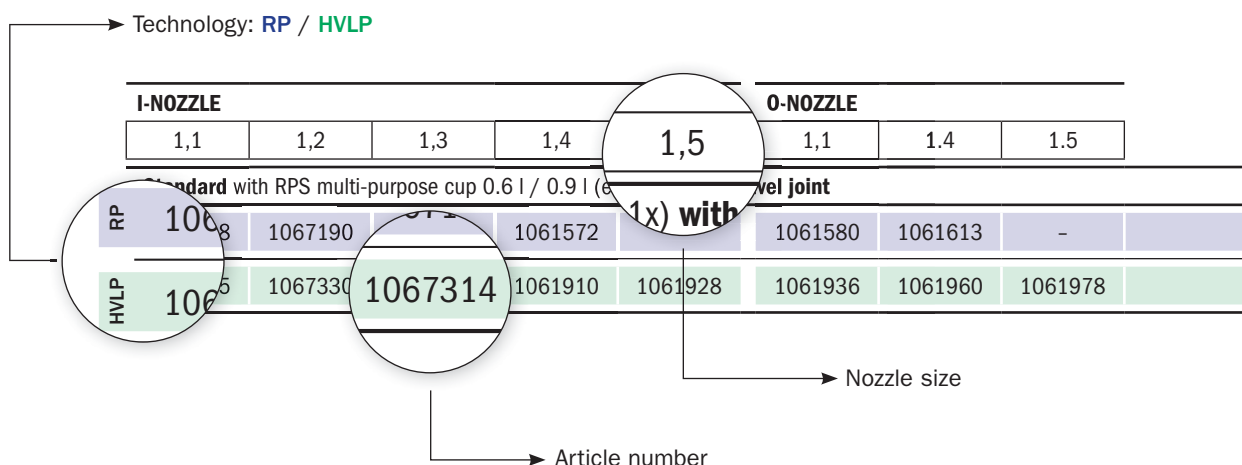 Technology: RP / HVLP
I-NOZZLE O-NOZZLE
1,1 1,2 1,3 1,4 1,5 1,1 1.4 1.5
with RPS multi-purpose cup 0.6 l / 0.9 l joint
1x) with
RP 1067190 1061572 1061580 1061613 –
HVLP 1067330 1067314 1061910 1061928 1061936 1061960 1061978
Nozzle size
Article number